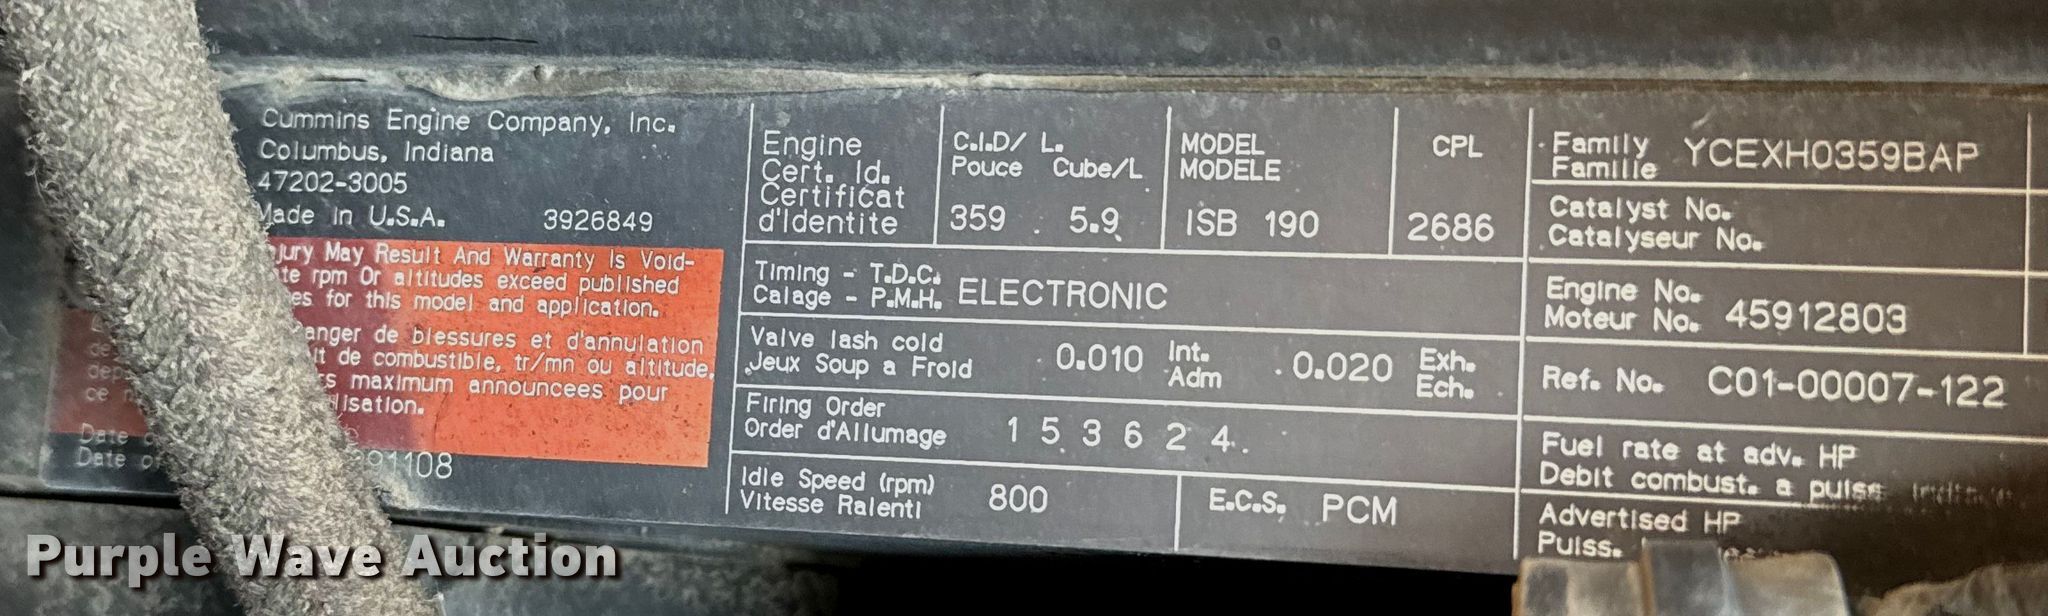 Cummins Engine Company, Inc.
Columbus, Indiana
47202-3005
Made in U.S.A. 3926849
May Result And Warranty Is Void-
rpm Or altitudes exceed published
for this model and application.
de blessures et d'annulation
de combustible, tr/mn ou altitude,
maximum announcees pour
Date
Date
91108
Engine
Cert. Id.
Certificat
d'Identite
C.I.D/ L.
Pouce Cube/L
359 5.9
MODEL
MODELE
ISB 190
CPL
2686
Timing - T.D.C.
Calage - P.M.H. ELECTRONIC
Valve lash cold
Jeux Soup a Froid
0.010 Int.
Adm
0.020 Exh.
Ech.
Firing Order
Order d'Allumage
1 5 3 6 2 4
Idle Speed (rpm)
Vitesse Ralenti
800
E.C.S. PCM
Family
Famille
YCEXH0359BAP
Catalyst No.
Catalyseur No.
Engine No.
Moteur No. 45912803
Ref. No. C01-00007-122
Fuel rate at adv. HP
Debit combust. a puiss
Advertised HP
Puiss.
Purple Wave Auction